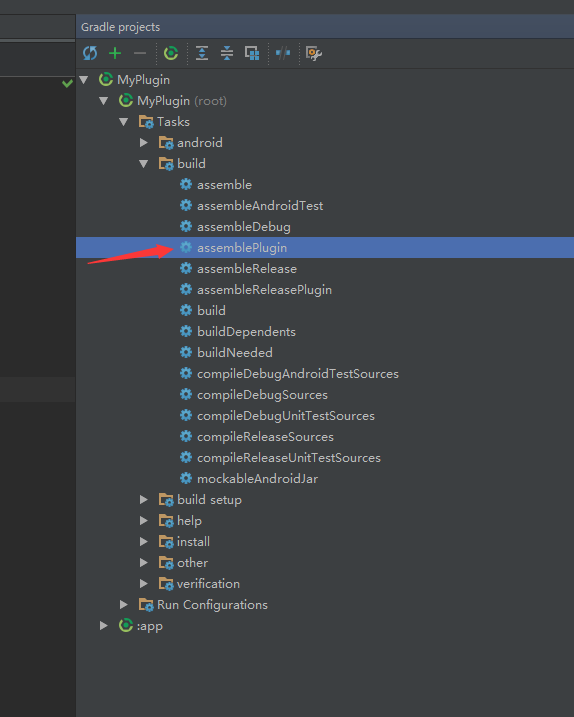 Gradle projects
MyPlugin
MyPlugin (root)
Tasks
android
build
assemble
assembleAndroidTest
assembleDebug
assemblePlugin
assembleRelease
assembleReleasePlugin
build
buildDependents
buildNeeded
compileDebugAndroidTestSources
compileDebugSources
compileDebugUnitTestSources
compileReleaseSources
compileReleaseUnitTestSources
mockableAndroidJar
build setup
help
install
other
verification
Run Configurations
:app